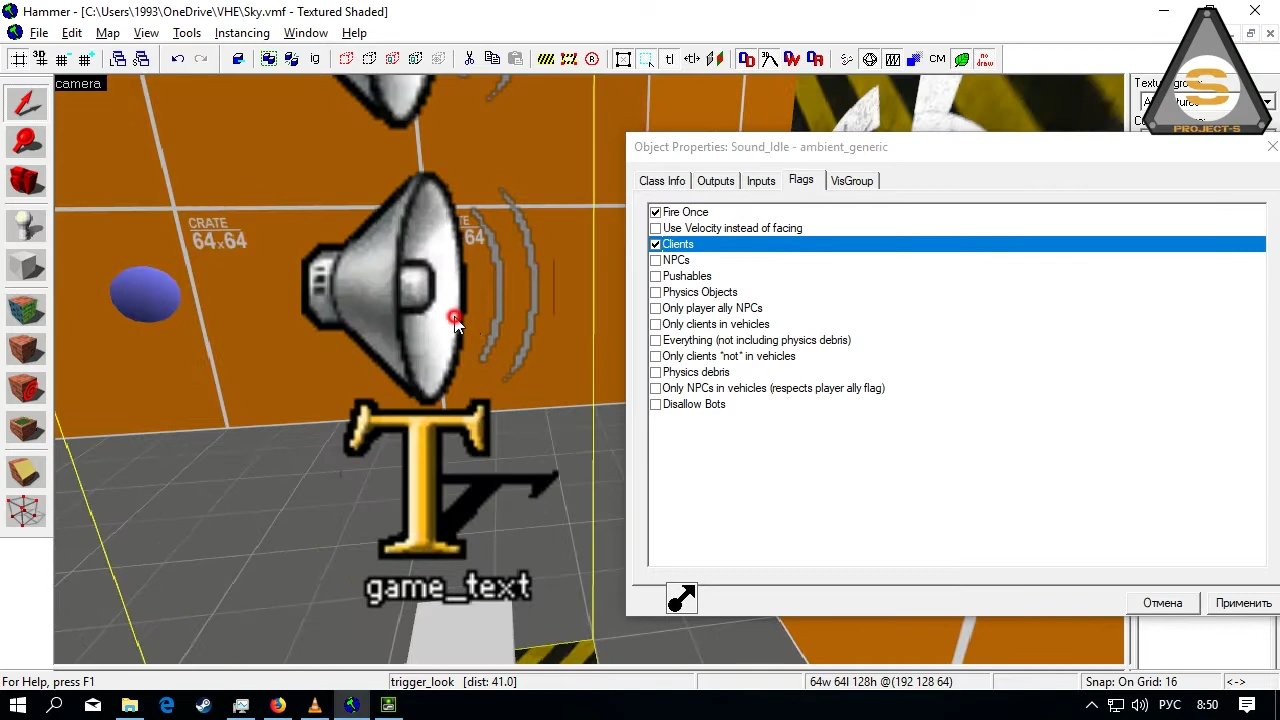 Hammer - [C:\Users\1993\OneDrive\VHE\Sky.vmf - Textured Shaded]
File Edit Map View Tools Instancing Window Help
camera
Object Properties: Sound_Idle - ambient_generic
Class Info Outputs Inputs Flags VisGroup
Fire Once
Use Velocity instead of facing
Clients
NPCs
Pushables
Physics Objects
Only player ally NPCs
Only clients in vehicles
Everything (not including physics debris)
Only clients "not" in vehicles
Physics debris
Only NPCs in vehicles (respects player ally flag)
Disallow Bots
Отмена Применить
CRATE
64x64
64
game_text
S
PROJECT-S
For Help, press F1
trigger_look [dist: 41.0]
64w 64l 128h @(192 128 64)
Snap: On Grid: 16
<->
РУС 8:50